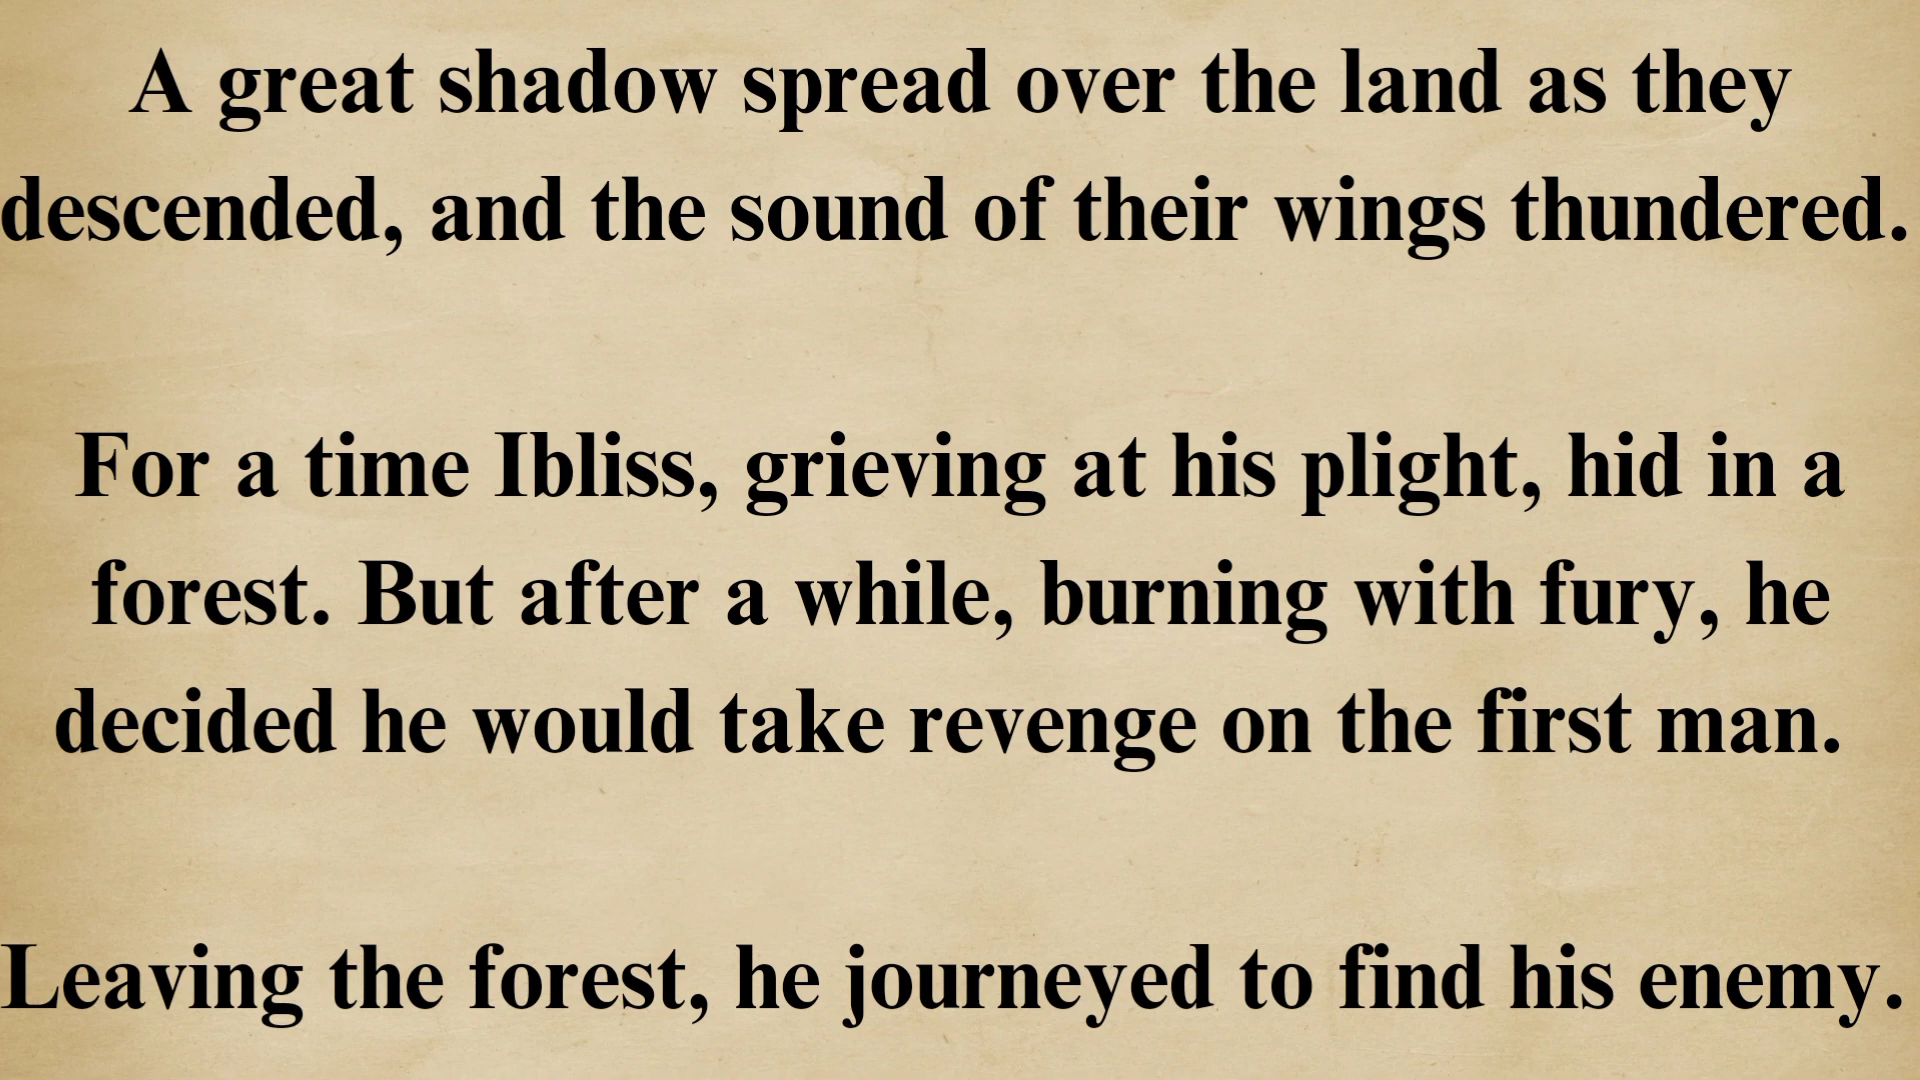 A great shadow spread over the land as they
descended, and the sound of their wings thundered.
For a time Ibliss, grieving at his plight, hid in a
forest. But after a while, burning with fury, he
decided he would take revenge on the first man.
Leaving the forest, he journeyed to find his enemy.